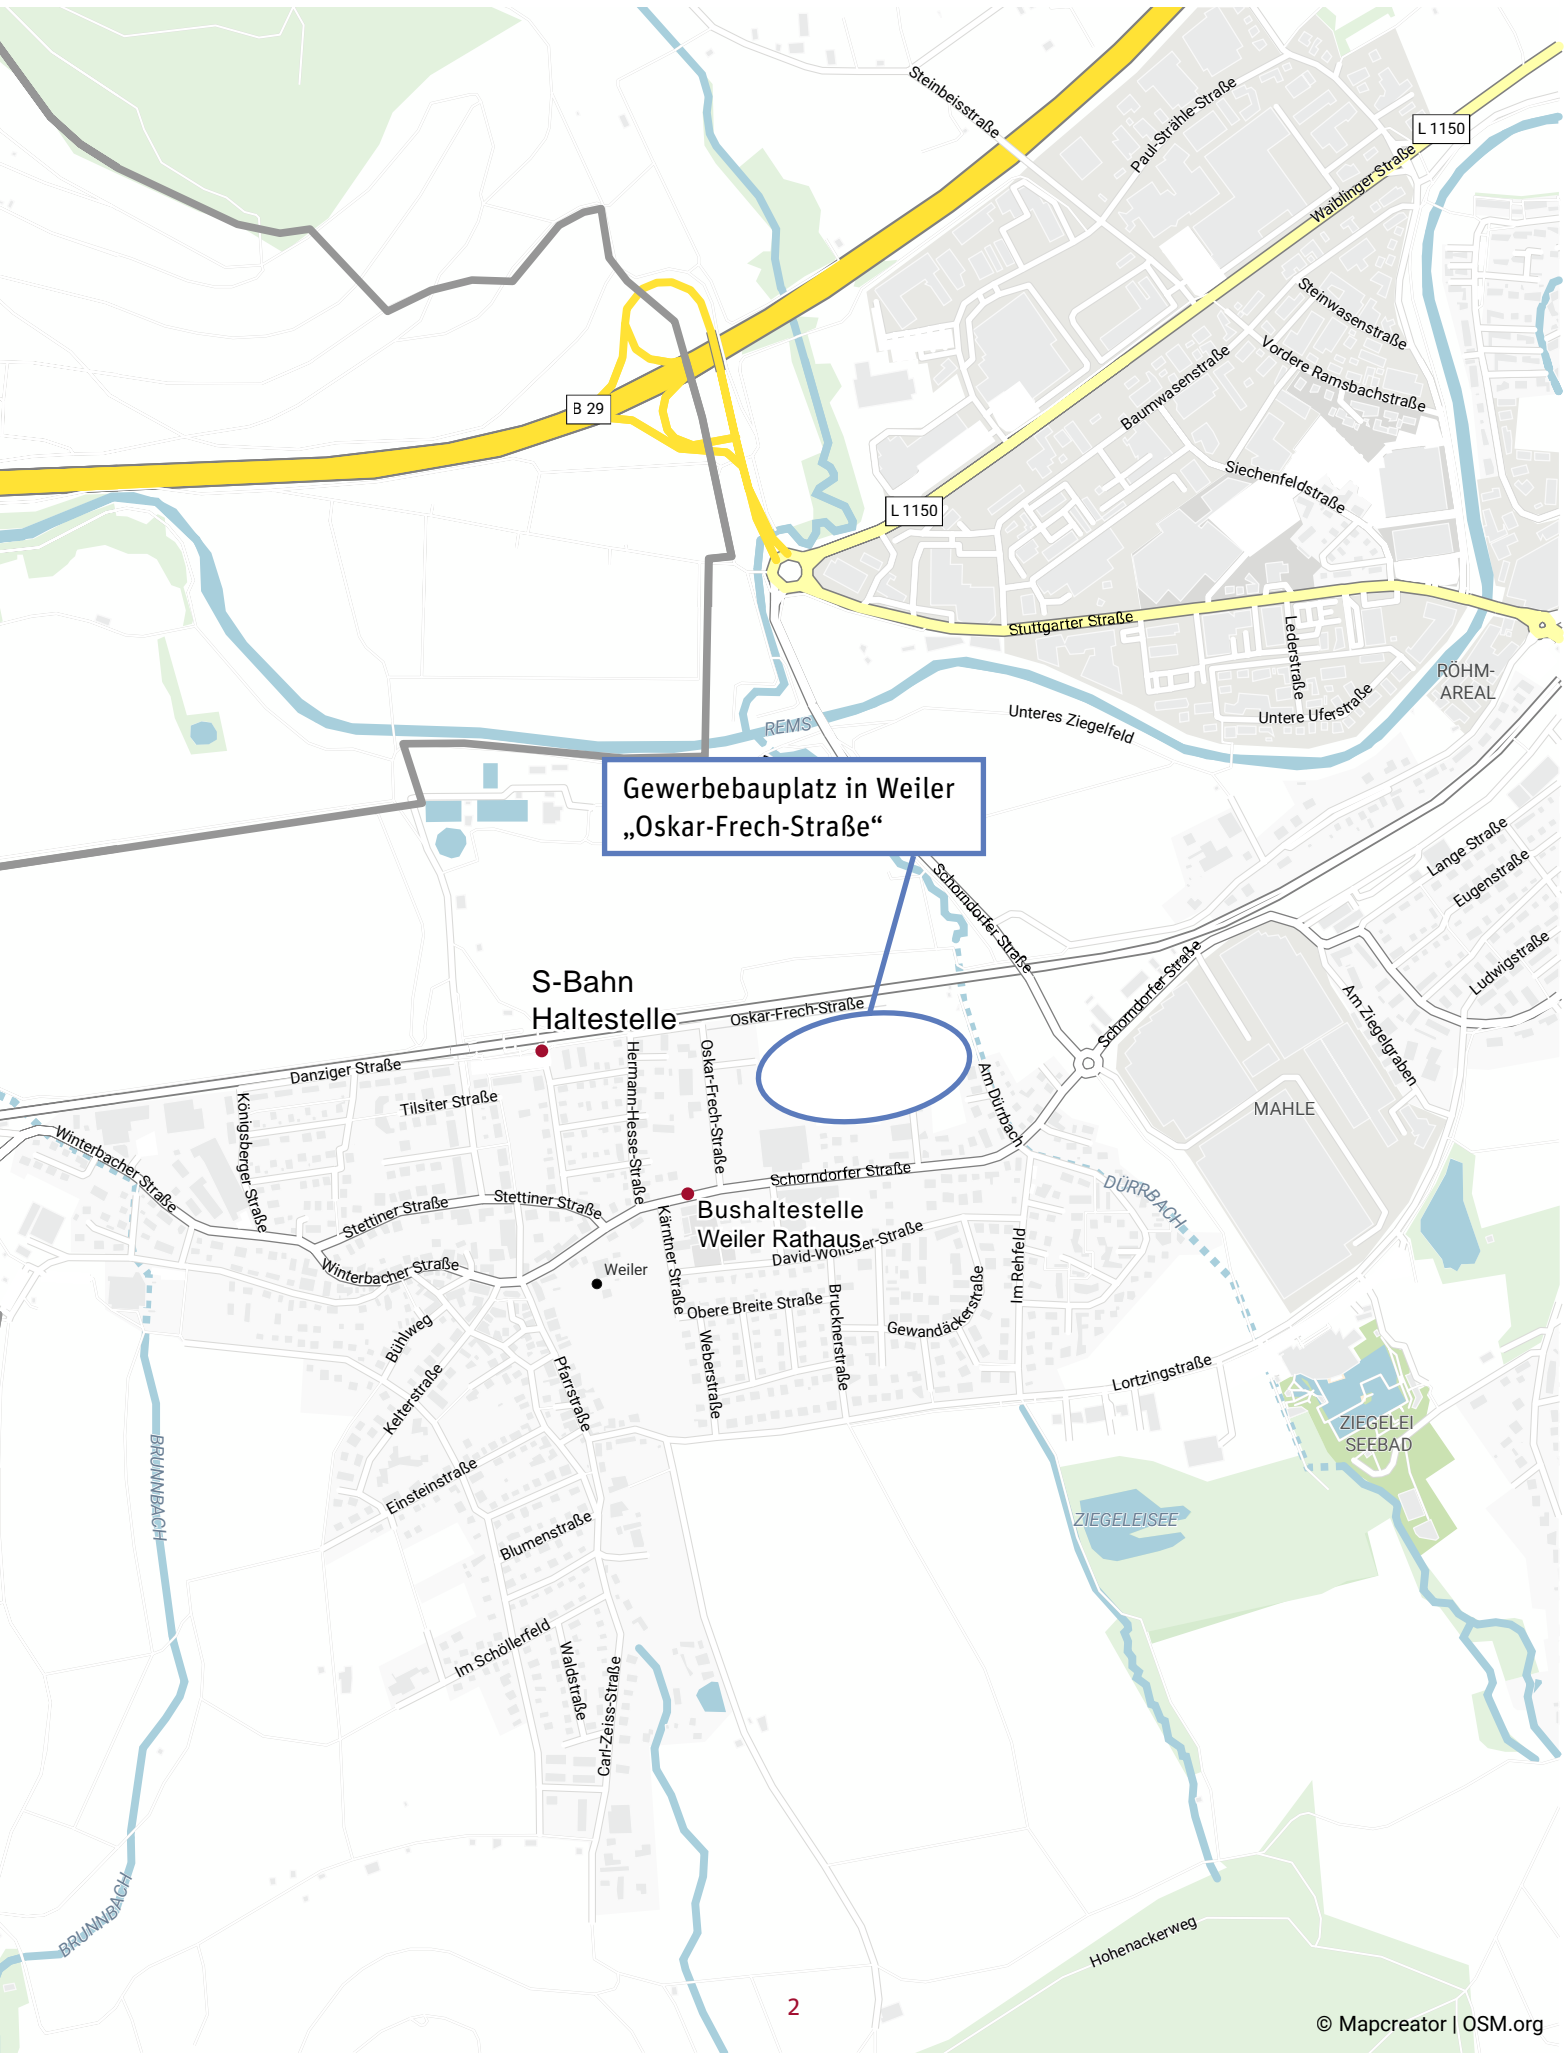 Steinbeisstraße
Paul-Strähle-Straße
L 1150
Waiblinger Straße
Steinwasenstraße
Vordere Ramsbachstraße
Baumwasenstraße
B 29
Siechenfeldstraße
L 1150
Stuttgarter Straße
Lederstraße
RÖHM-
AREAL
Untere Uferstraße
Unteres Ziegelfeld
REMS
Gewerbebauplatz in Weiler
„Oskar-Frech-Straße“
Lange Straße
Eugenstraße
Ludwigstraße
Schorndorfer Straße
Schorndorfer Straße
S-Bahn
Haltestelle
Oskar-Frech-Straße
Am Ziegelgraben
Danziger Straße
Hermann-Hesse-Straße
Oskar-Frech-Straße
Am Dürrbach
Tilsiter Straße
Königsberger Straße
MAHLE
Winterbacher Straße
Schorndorfer Straße
DÜRRBACH
Stettiner Straße
Stettiner Straße
Bushaltestelle
Weiler Rathaus
Kärntner Straße
David-Wolleber-Straße
Im Rehfeld
Winterbacher Straße
Weiler
Obere Breite Straße
Brucknerstraße
Gewandäckerstraße
Bühlweg
Weberstraße
Lortzingstraße
Kelterstraße
Pfarrstraße
ZIEGELEI
SEEBAD
BRUNNBACH
Einsteinstraße
Blumenstraße
ZIEGELEISEE
Im Schöllerfeld
Waldstraße
Carl-Zeiss-Straße
BRUNNBACH
Hohenackerweg
2
© Mapcreator | OSM.org